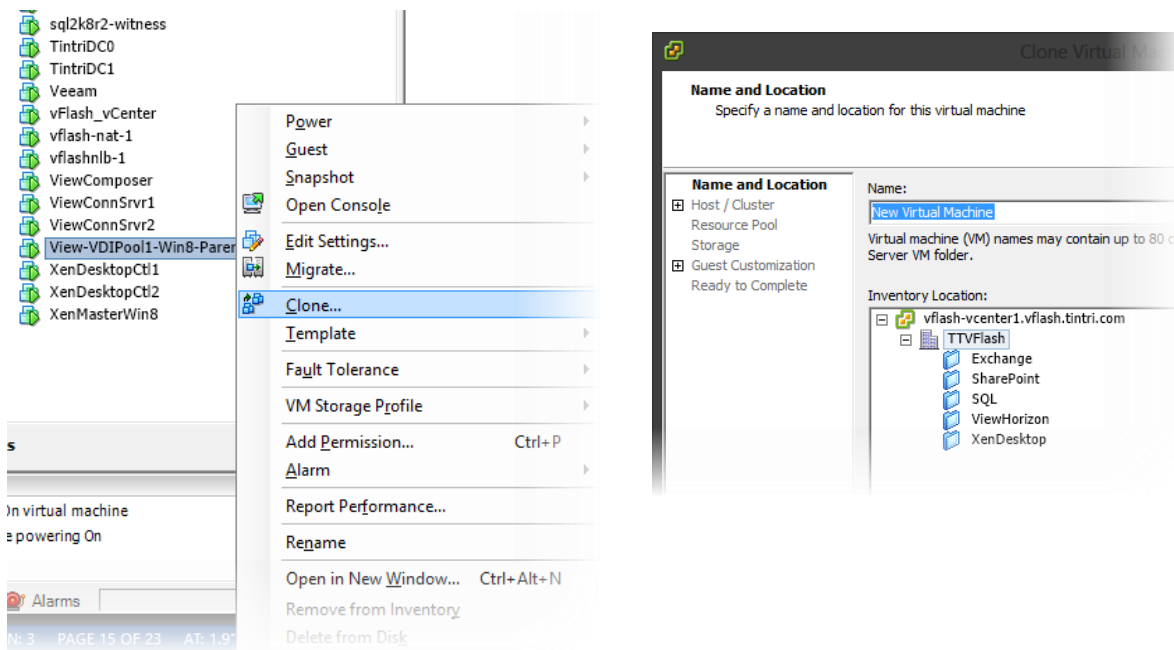 sql2k8r2-witness
TintriDC0
TintriDC1
Veeam
vFlash_vCenter
vflash-nat-1
vflashnlb-1
ViewComposer
ViewConnSrvr1
ViewConnSrvr2
View-VDIPool1-Win8-Paren
XenDesktopCtl1
XenDesktopCtl2
XenMasterWin8
s
On virtual machine
e powering On
Alarms
N: 3 PAGE 15 OF 23 AT: 1.9"
Power
Guest
Snapshot
Open Console
Edit Settings...
Migrate...
Clone...
Template
Fault Tolerance
VM Storage Profile
Add Permission... Ctrl+P
Alarm
Report Performance...
Rename
Open in New Window... Ctrl+Alt+N
Remove from Inventory
Delete from Disk
Clone Virtual Mac
Name and Location
Specify a name and location for this virtual machine
Name and Location
Host / Cluster
Resource Pool
Storage
Guest Customization
Ready to Complete
Name:
New Virtual Machine
Virtual machine (VM) names may contain up to 80 c
Server VM folder.
Inventory Location:
vflash-vcenter1.vflash.tintri.com
TTVFlash
Exchange
SharePoint
SQL
ViewHorizon
XenDesktop